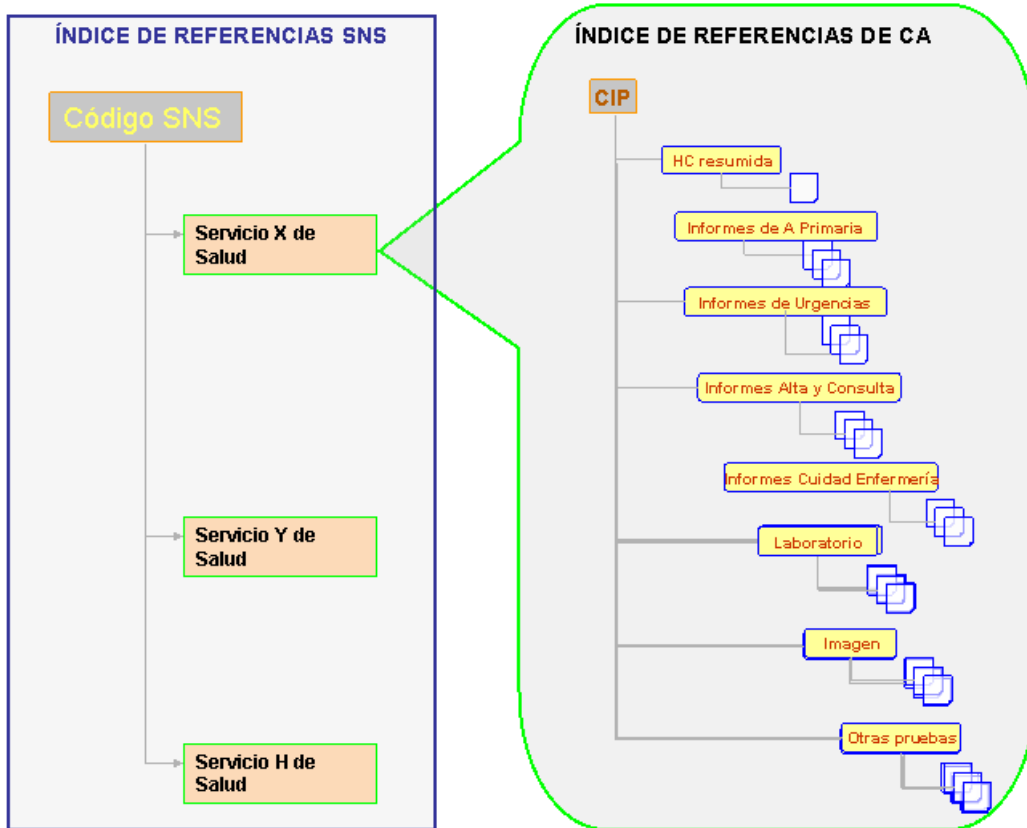 ÍNDICE DE REFERENCIAS SNS
Código SNS
Servicio X de
Salud
Servicio Y de
Salud
Servicio H de
Salud
ÍNDICE DE REFERENCIAS DE CA
CIP
HC resumida
Informes de A Primaria
Informes de Urgencias
Informes Alta y Consulta
Informes Cuidad Enfermería
Laboratorio
Imagen
Otras pruebas